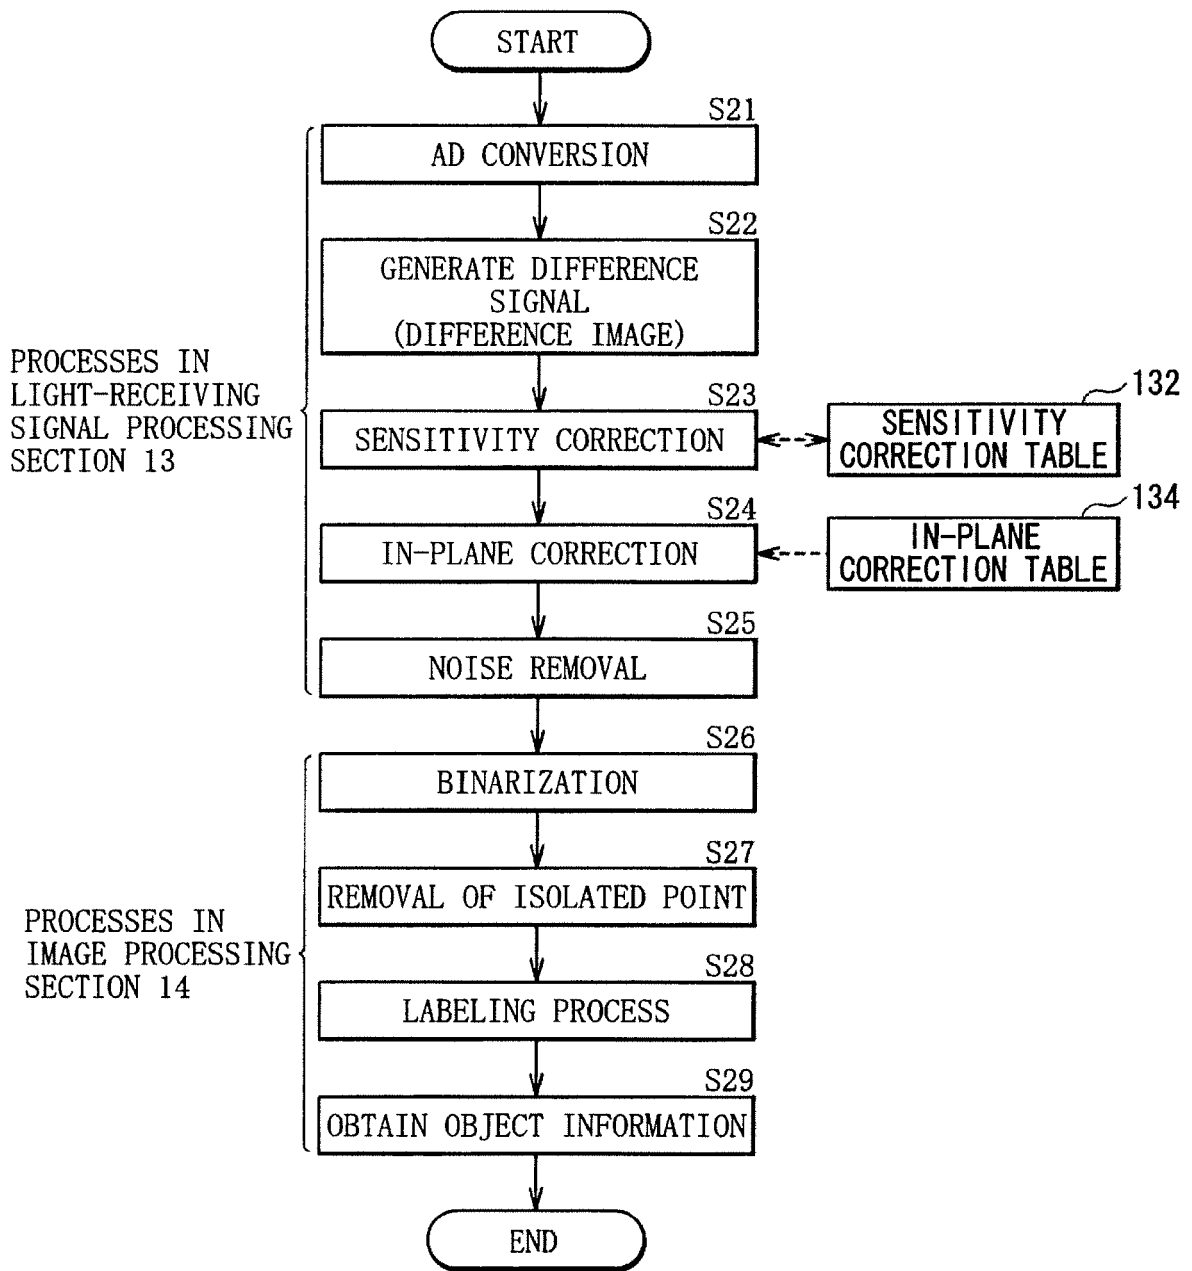 START
S21
AD CONVERSION
S22
GENERATE DIFFERENCE
SIGNAL
(DIFFERENCE IMAGE)
PROCESSES IN
LIGHT-RECEIVING
SIGNAL PROCESSING
SECTION 13
S23
SENSITIVITY CORRECTION
132
SENSITIVITY
CORRECTION TABLE
S24
IN-PLANE CORRECTION
134
IN-PLANE
CORRECTION TABLE
S25
NOISE REMOVAL
S26
BINARIZATION
S27
REMOVAL OF ISOLATED POINT
PROCESSES IN
IMAGE PROCESSING
SECTION 14
S28
LABELING PROCESS
S29
OBTAIN OBJECT INFORMATION
END